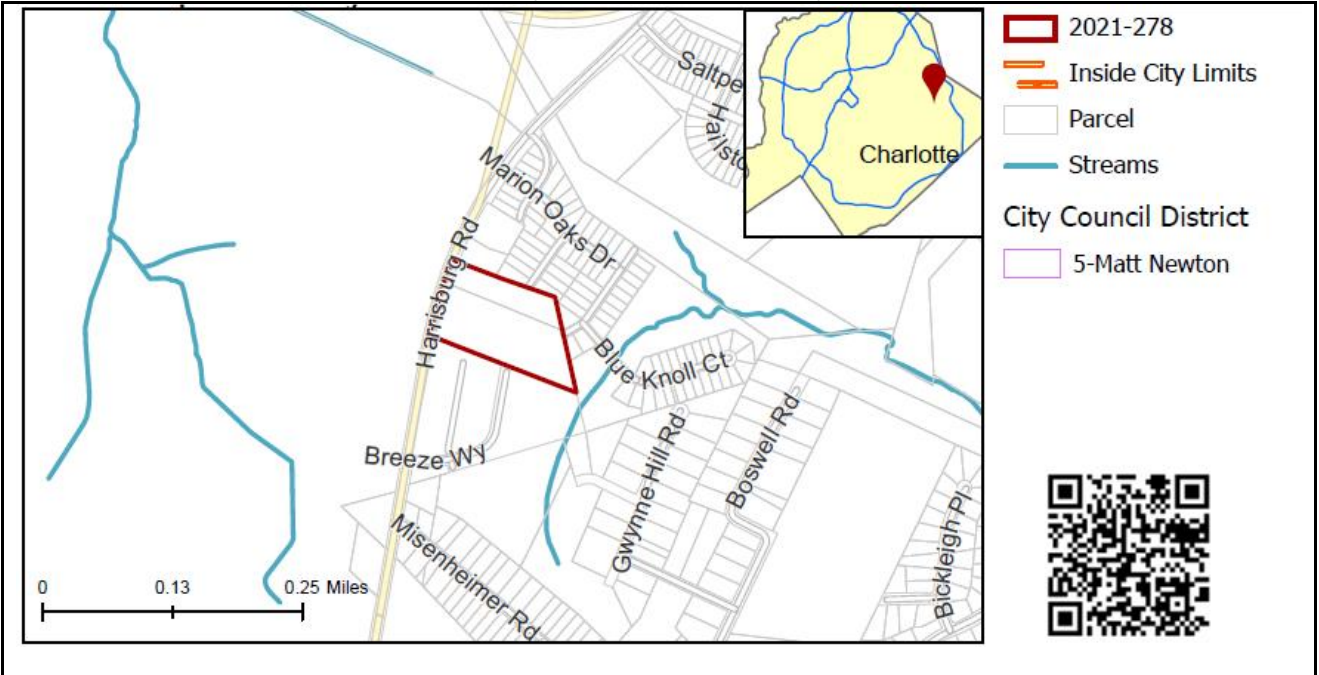 Saltpe
Hailsto
Marion Oaks Dr
Harrisburg Rd
Blue Knoll Ct
Breeze Wy
Gwynne Hill Rd
Boswell Rd
Misenheimer Rd
Bickleigh Pl
0 0.13 0.25 Miles
Charlotte
2021-278
Inside City Limits
Parcel
Streams
City Council District
5-Matt Newton